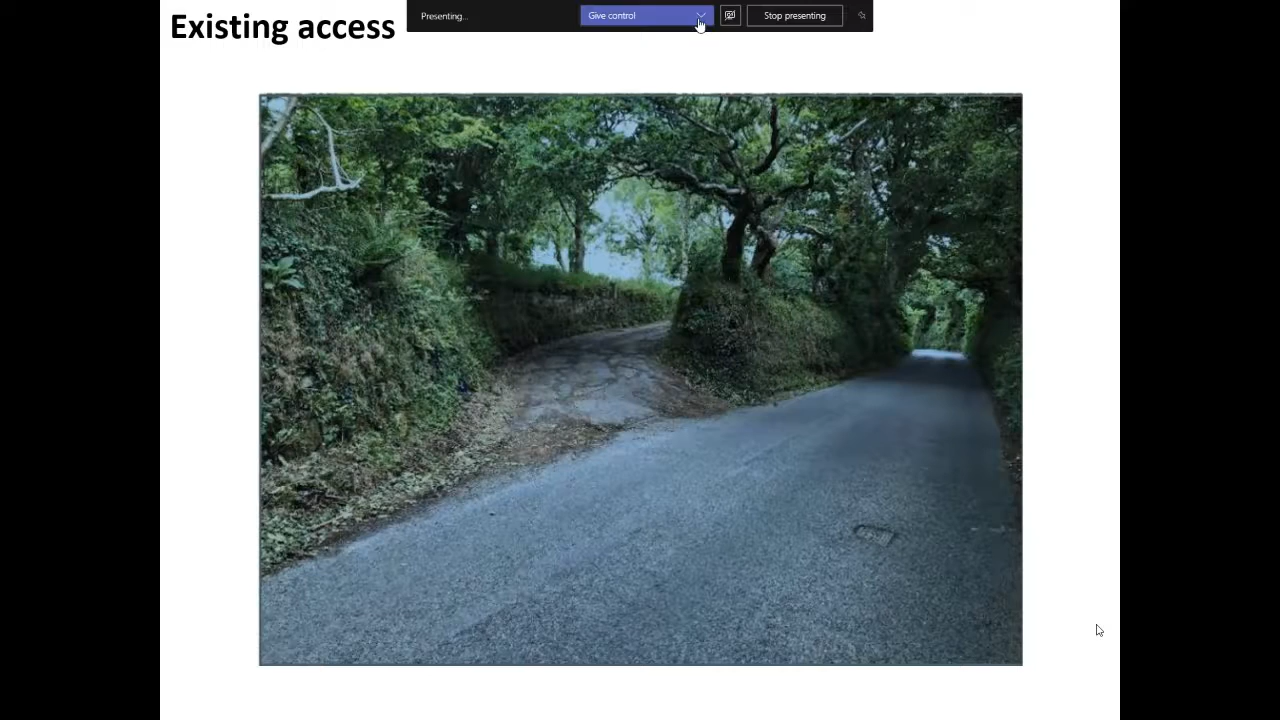 Existing access
Presenting...
Give control
Stop presenting